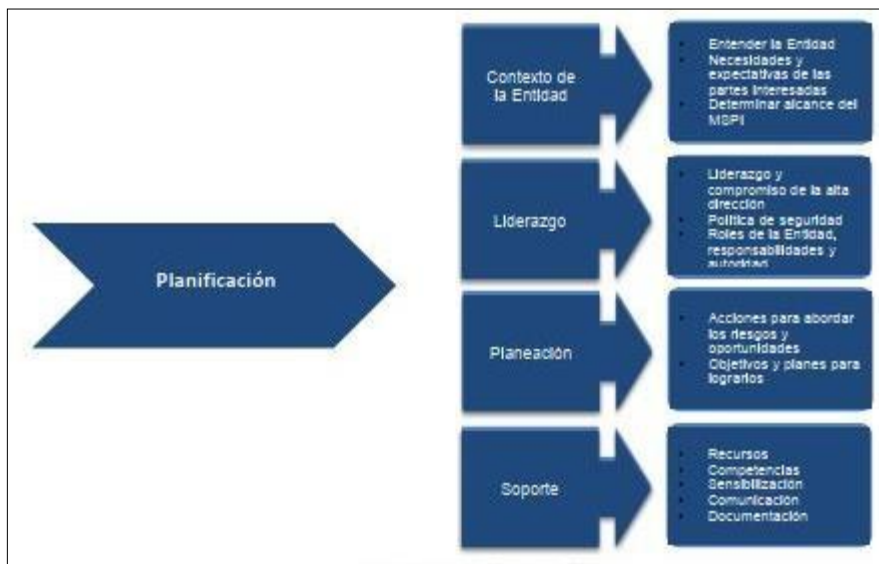 Planificación
Contexto de
la Entidad
Entender la Entidad
Necesidades y
expectativas de las
partes interesadas
Determinar alcance del
MSPI
Liderazgo
Liderazgo y
compromiso de la alta
dirección
Política de seguridad
Roles de la Entidad,
responsabilidades y
autoridad
Planeación
Acciones para abordar
los riesgos y
oportunidades
Objetivos y planes para
lograrlos
Soporte
Recursos
Competencias
Sensibilización
Comunicación
Documentación